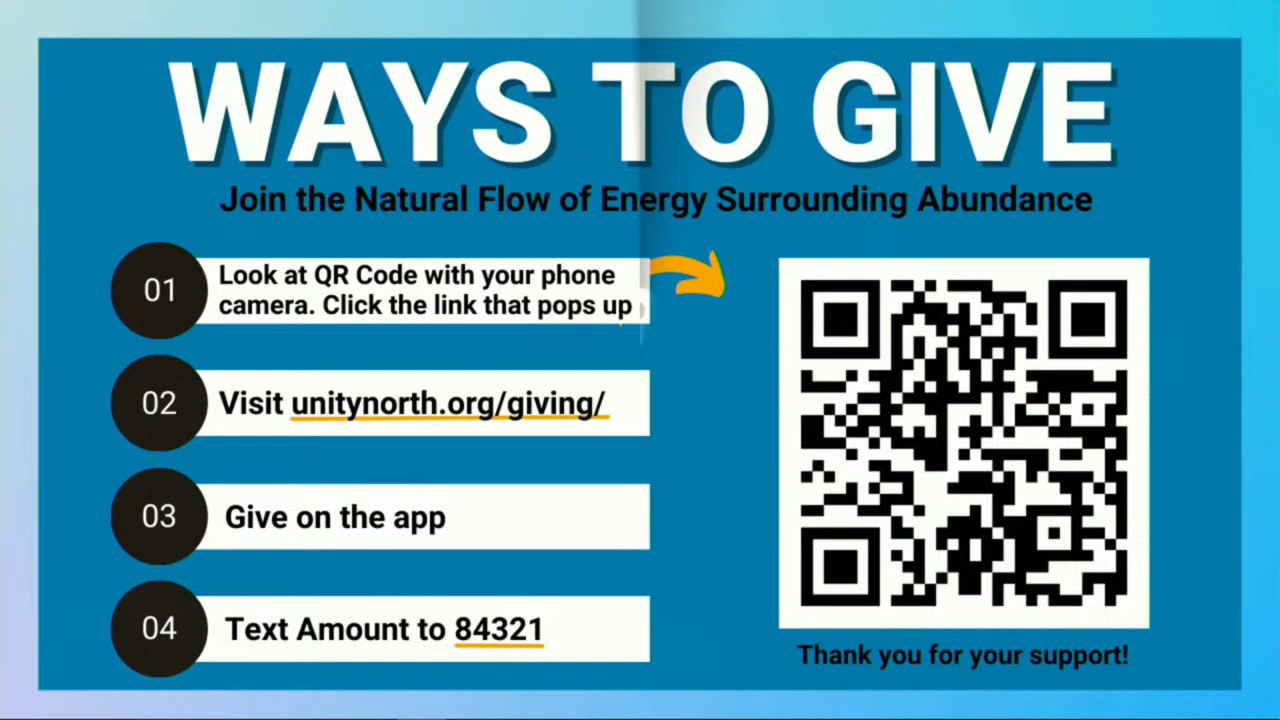 WAYS TO GIVE
Join the Natural Flow of Energy Surrounding Abundance
01
Look at QR Code with your phone
camera. Click the link that pops up
02
Visit unitynorth.org/giving/
03
Give on the app
04
Text Amount to 84321
Thank you for your support!